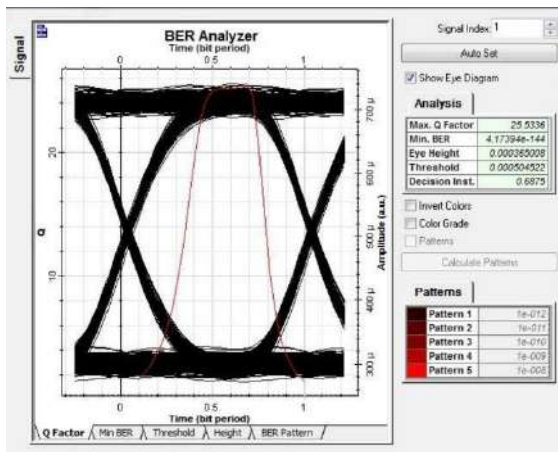 Signal
BER Analyzer
Time (bit period)
0 0.5 1
Q
20
10
Amplitude (a.u.)
700 µ
600 µ
500 µ
400 µ
300 µ
0 0.5 1
Time (bit period)
Q Factor Min BER Threshold Height BER Pattern
Signal Index: 1
Auto Set
Show Eye Diagram
Analysis
Max. Q Factor 25.5336
Min. BER 4.17394e-144
Eye Height 0.000365008
Threshold 0.000504522
Decision Inst. 0.6875
Invert Colors
Color Grade
Patterns
Calculate Patterns
Patterns
Pattern 1 1e-012
Pattern 2 1e-011
Pattern 3 1e-010
Pattern 4 1e-009
Pattern 5 1e-008